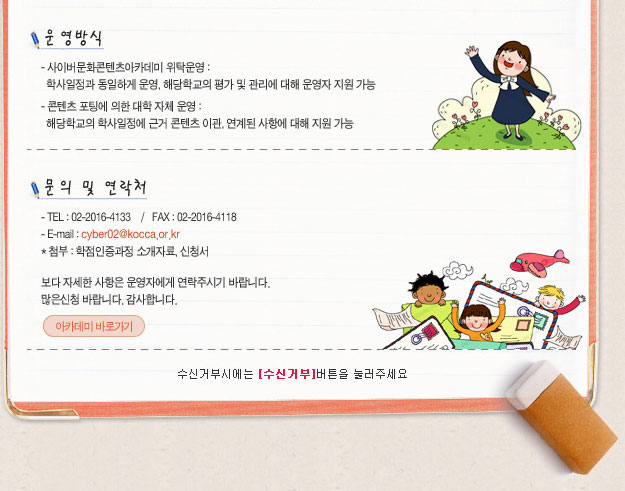 운영방식
- 사이버문화콘텐츠아카데미 위탁운영 :
학사일정과 동일하게 운영, 해당학교의 평가 및 관리에 대해 운영자 지원 가능
- 콘텐츠 포팅에 의한 대학 자체 운영 :
해당학교의 학사일정에 근거 콘텐츠 이관, 연계된 사항에 대해 지원 가능
문의 및 연락처
- TEL : 02-2016-4133 / FAX : 02-2016-4118
- E-mail : cyber02@kocca.or.kr
* 첨부 : 학점인증과정 소개자료, 신청서
보다 자세한 사항은 운영자에게 연락주시기 바랍니다.
많은신청 바랍니다. 감사합니다.
아카데미 바로가기
수신거부시에는 [수신거부]버튼을 눌러주세요